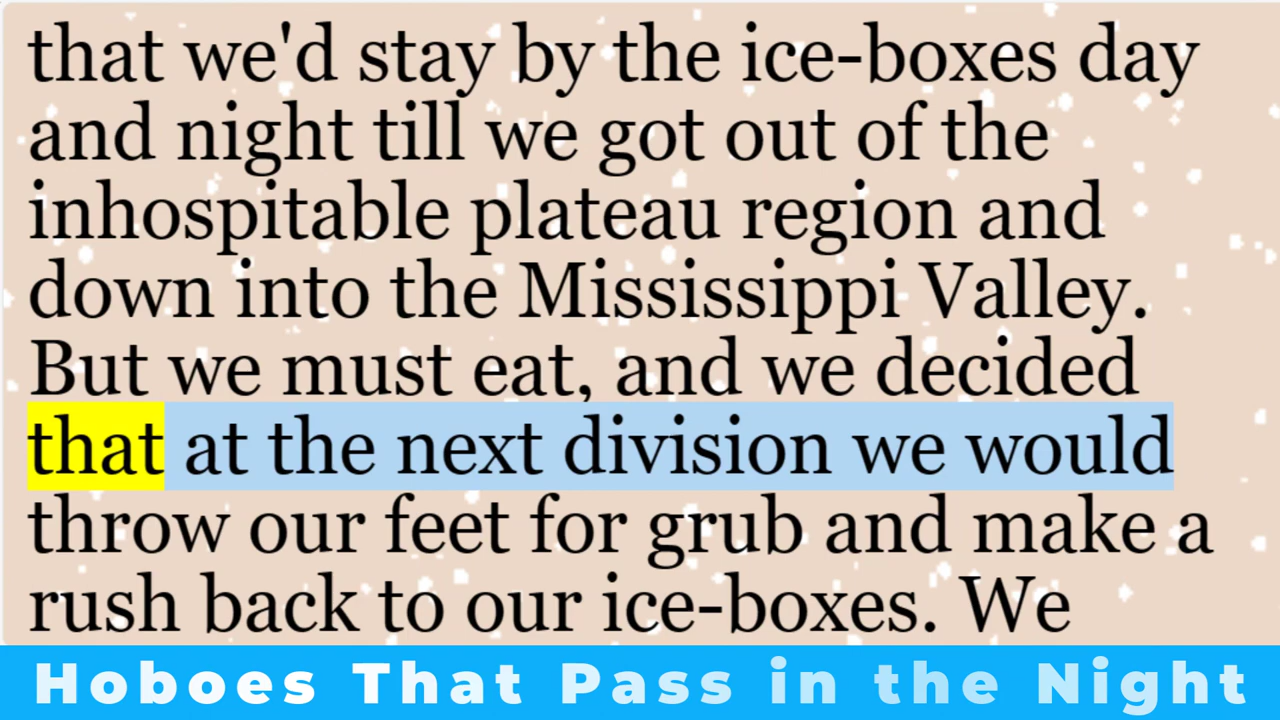 that we'd stay by the ice-boxes day
and night till we got out of the
inhospitable plateau region and
down into the Mississippi Valley.
But we must eat, and we decided
that at the next division we would
throw our feet for grub and make a
rush back to our ice-boxes. We
Hoboes That Pass in the Night